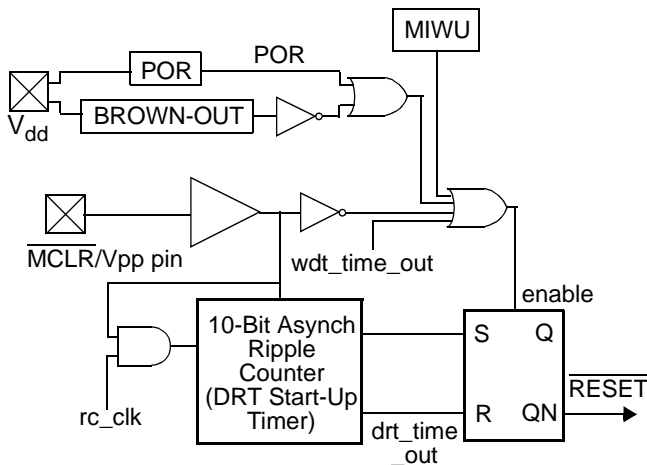 MIWU
POR
POR
BROWN-OUT
Vdd
MCLR/Vpp pin
wdt_time_out
enable
10-Bit Asynch
Ripple
Counter
(DRT Start-Up
Timer)
S
Q
RESET
R
QN
rc_clk
drt_time
_out